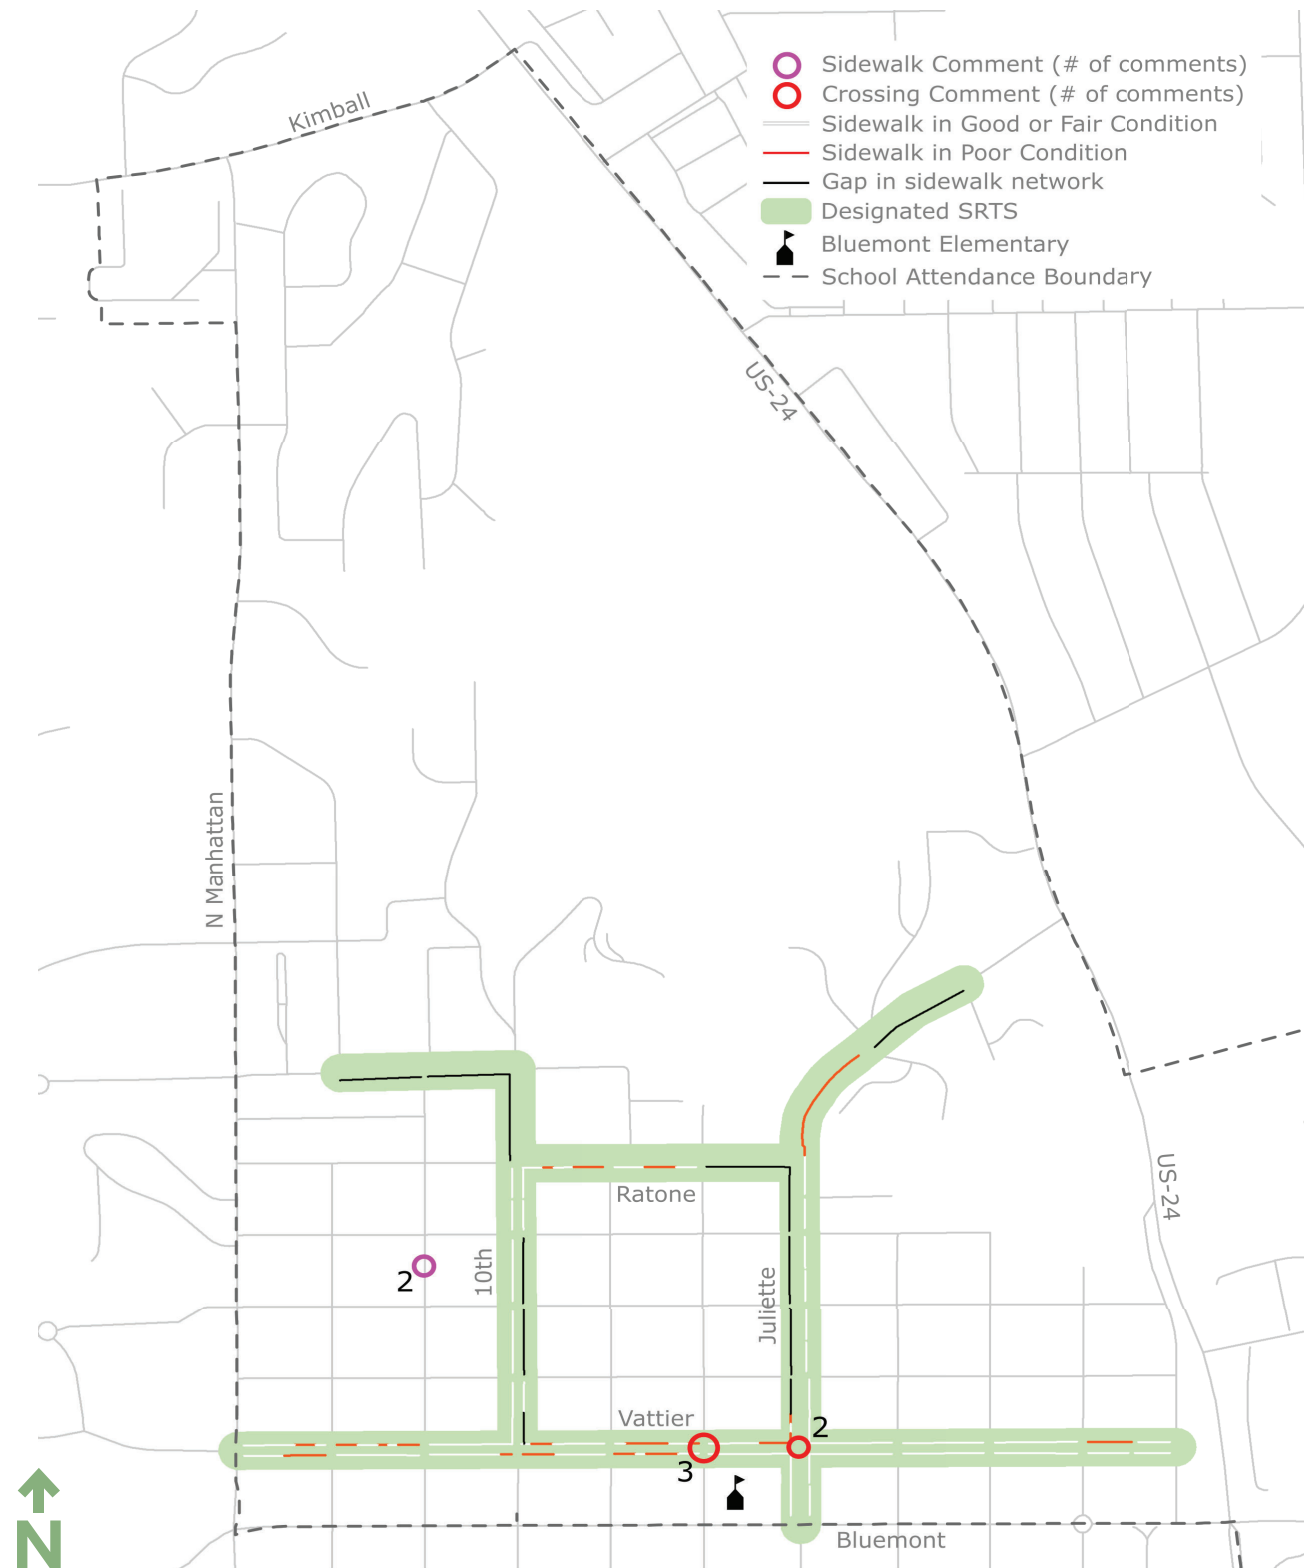 Sidewalk Comment (# of comments)
Crossing Comment (# of comments)
Sidewalk in Good or Fair Condition
Sidewalk in Poor Condition
Gap in sidewalk network
Designated SRTS
Bluemont Elementary
School Attendance Boundary
Kimball
US-24
N Manhattan
US-24
Ratone
10th
2
Juliette
Vattier
2
3
Bluemont
N